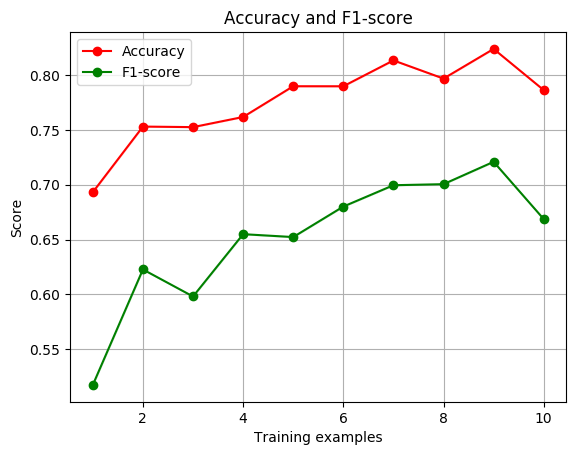 Accuracy and F1-score
Accuracy
F1-score
Score
0.80
0.75
0.70
0.65
0.60
0.55
2 4 6 8 10
Training examples